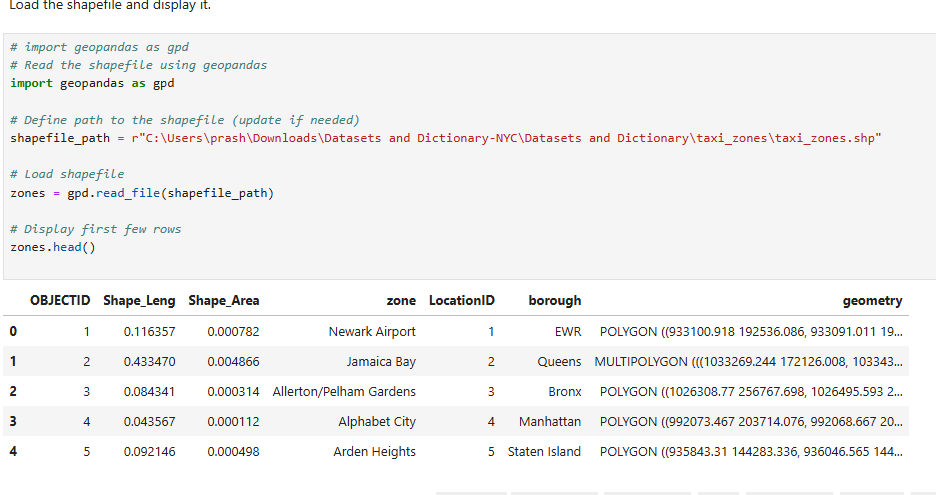 Load the shapefile and display it.
# import geopandas as gpd
# Read the shapefile using geopandas
import geopandas as gpd
# Define path to the shapefile (update if needed)
shapefile_path = r"C:\Users\prash\Downloads\Datasets and Dictionary-NYC\Datasets and Dictionary\taxi_zones\taxi_zones.shp"
# Load shapefile
zones = gpd.read_file(shapefile_path)
# Display first few rows
zones.head()
OBJECTID Shape_Leng Shape_Area zone LocationID borough geometry
0 1 0.116357 0.000782 Newark Airport 1 EWR POLYGON ((933100.918 192536.086, 933091.011 19...
1 2 0.433470 0.004866 Jamaica Bay 2 Queens MULTIPOLYGON (((1033269.244 172126.008, 103343...
2 3 0.084341 0.000314 Allerton/Pelham Gardens 3 Bronx POLYGON ((1026308.77 256767.698, 1026495.593 2...
3 4 0.043567 0.000112 Alphabet City 4 Manhattan POLYGON ((992073.467 203714.076, 992068.667 20...
4 5 0.092146 0.000498 Arden Heights 5 Staten Island POLYGON ((935843.31 144283.336, 936046.565 144...